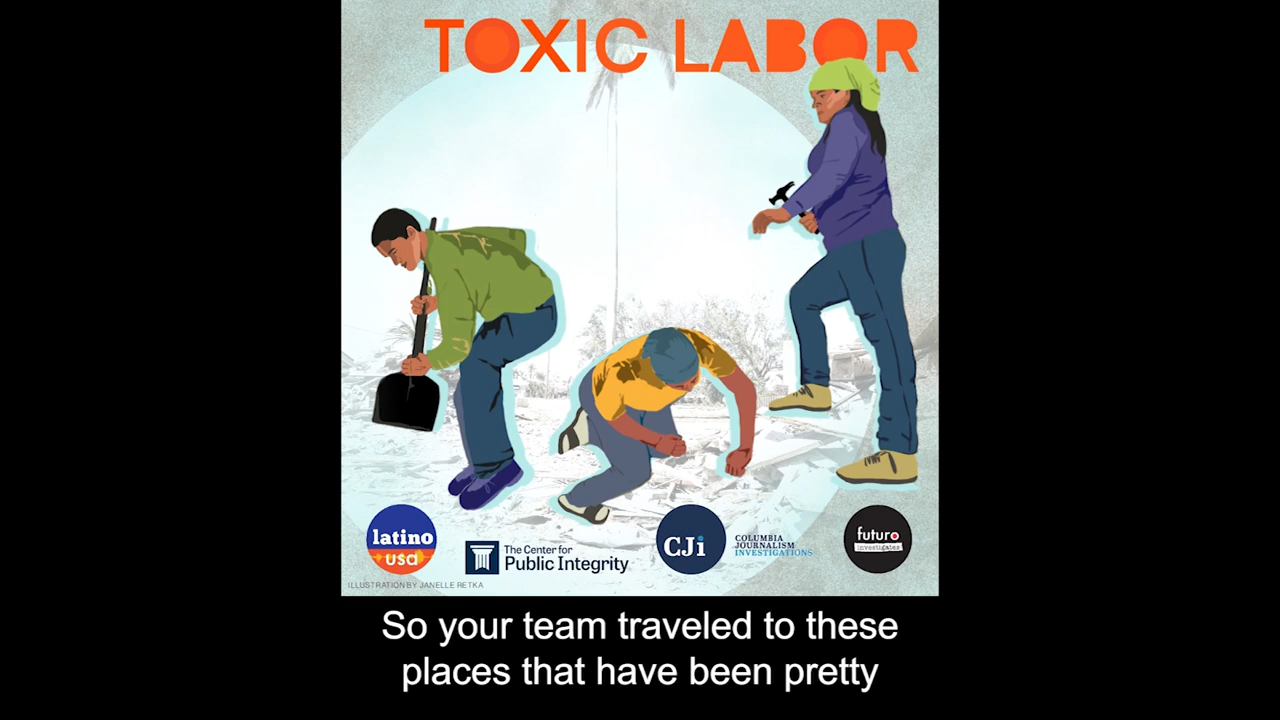 TOXIC LABOR
latino
usa
The Center for
Public Integrity
CJi
COLUMBIA
JOURNALISM
INVESTIGATIONS
futuro
investigates
ILLUSTRATION BY JANELLE RETKA
So your team traveled to these
places that have been pretty